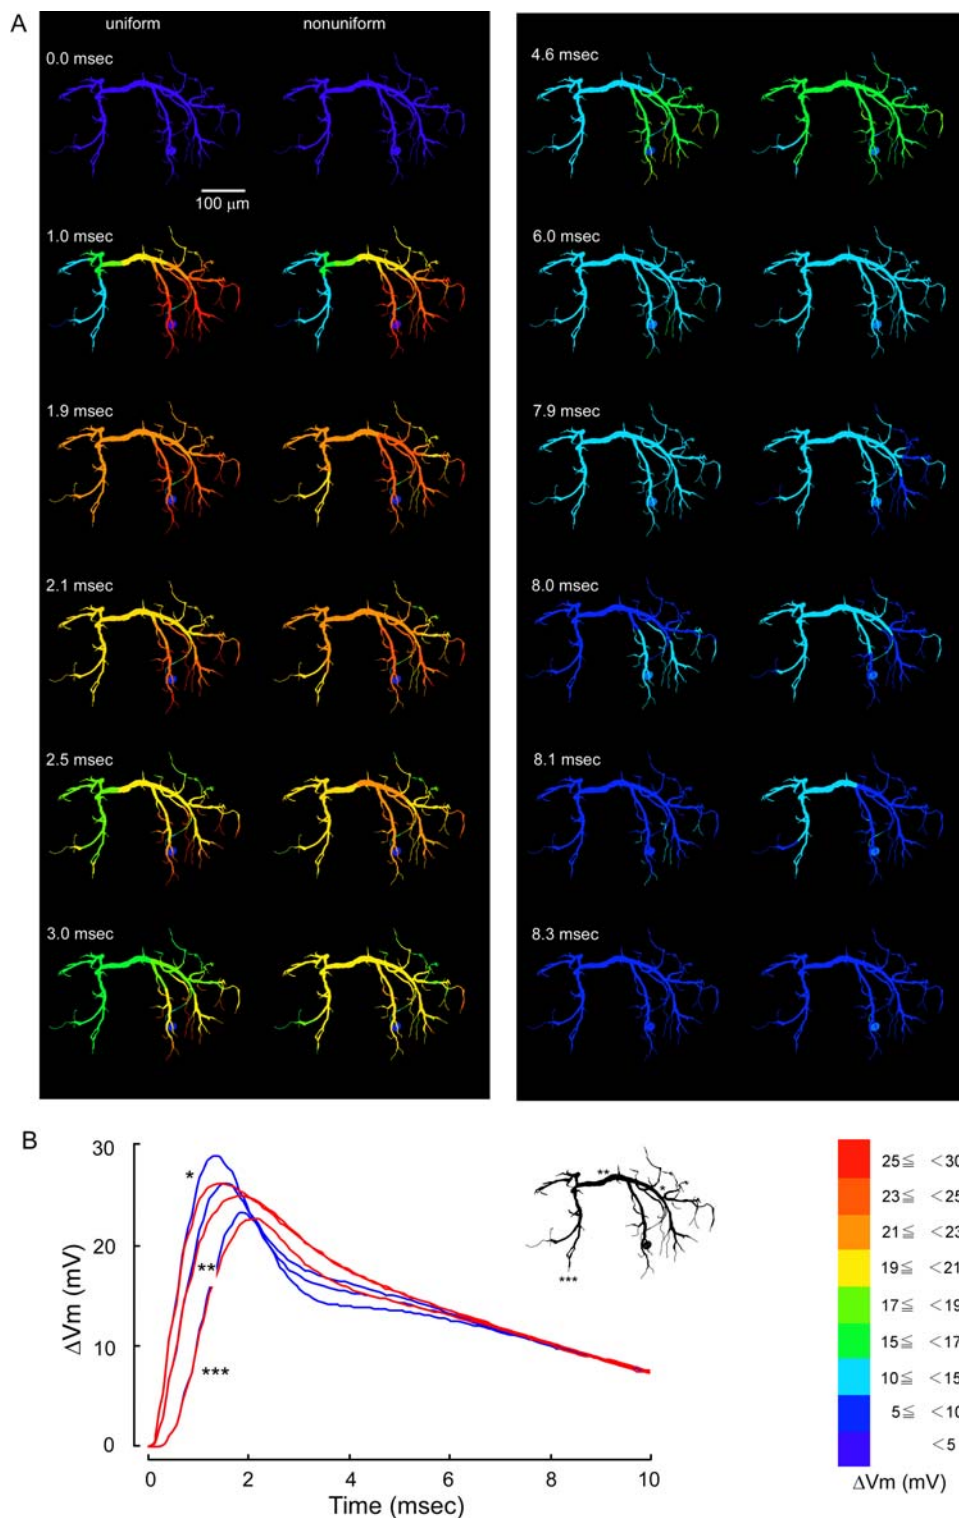 A
uniform nonuniform
0.0 msec
100 μm
1.0 msec
1.9 msec
2.1 msec
2.5 msec
3.0 msec
4.6 msec
6.0 msec
7.9 msec
8.0 msec
8.1 msec
8.3 msec
B
30
20
10
0
ΔVm (mV)
*
**
***
0 2 4 6 8 10
Time (msec)
**
*
***
25≦ <30
23≦ <25
21≦ <23
19≦ <21
17≦ <19
15≦ <17
10≦ <15
5≦ <10
<5
ΔVm (mV)